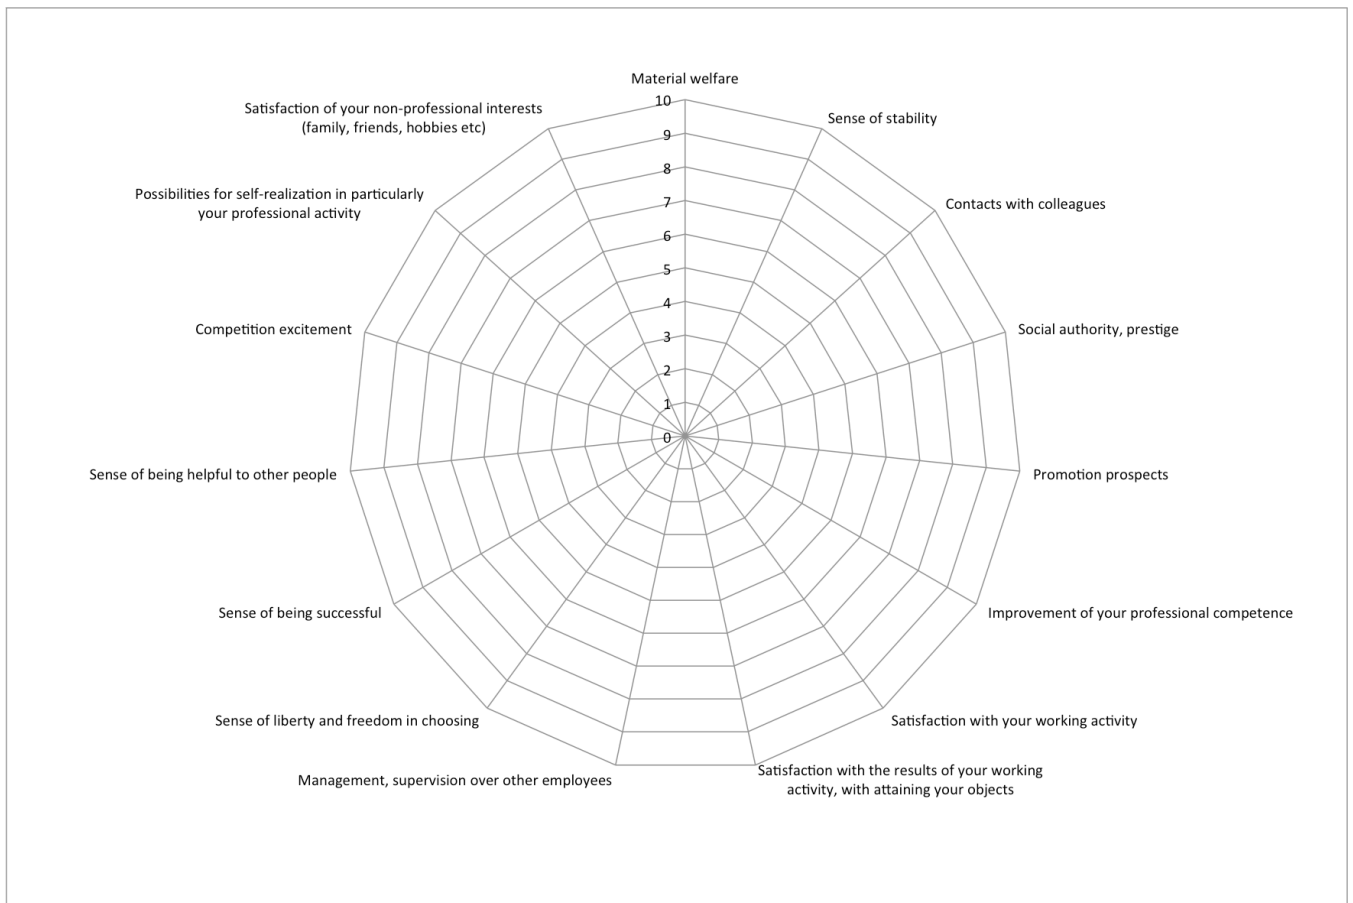 Material welfare
Satisfaction of your non-professional interests
(family, friends, hobbies etc)
Sense of stability
Possibilities for self-realization in particularly
your professional activity
Contacts with colleagues
Competition excitement
Social authority, prestige
Sense of being helpful to other people
Promotion prospects
Sense of being successful
Improvement of your professional competence
Sense of liberty and freedom in choosing
Satisfaction with your working activity
Management, supervision over other employees
Satisfaction with the results of your working
activity, with attaining your objects
10
9
8
7
6
5
4
3
2
1
0